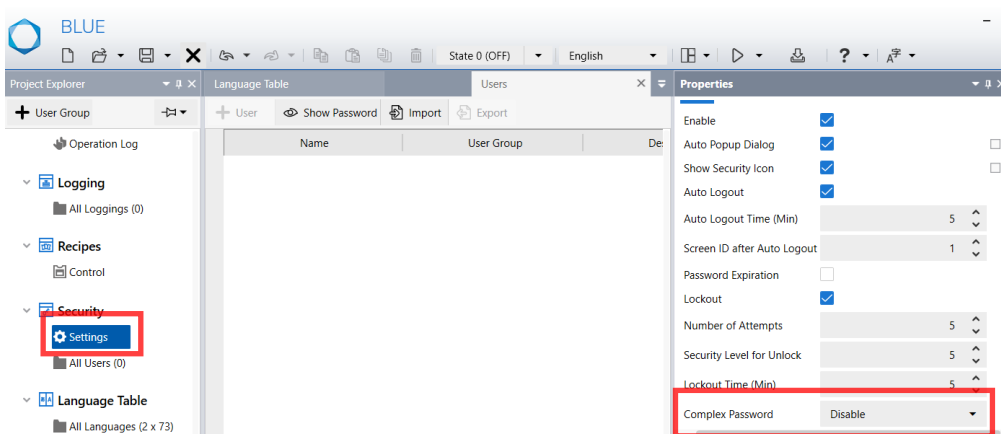 BLUE
State 0 (OFF)
English
?
A字
Project Explorer
Language Table
Users
Properties
User Group
User
Show Password
Import
Export
Name
User Group
Operation Log
Logging
All Loggings (0)
Recipes
Control
Security
Settings
All Users (0)
Language Table
All Languages (2 x 73)
Enable
Auto Popup Dialog
Show Security Icon
Auto Logout
Auto Logout Time (Min) 5
Screen ID after Auto Logout 1
Password Expiration
Lockout
Number of Attempts 5
Security Level for Unlock 5
Lockout Time (Min) 5
Complex Password Disable